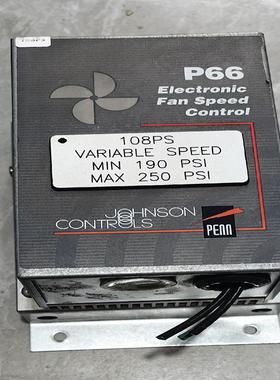 P66
Electronic
Fan Speed
Control
108PS
VARIABLE SPEED
MIN 190 PSI
MAX 250 PSI
JOHNSON
CONTROLS
PENN